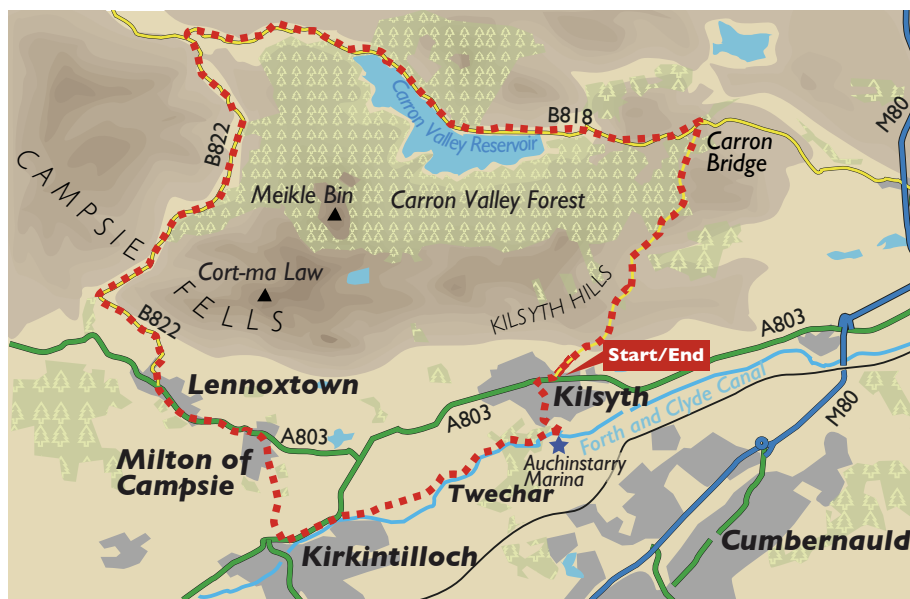 M80
B818
B822
Carron Valley Reservoir
Carron
Bridge
CAMPSIE
Meikle Bin
Carron Valley Forest
Cort-ma Law
FELLS
KILSYTH HILLS
B822
A803
Start/End
Lennoxtown
Kilsyth
M80
Forth and Clyde Canal
A803
A803
Milton of
Campsie
Auchinstarry
Marina
Twechar
Kirkintilloch
Cumbernauld